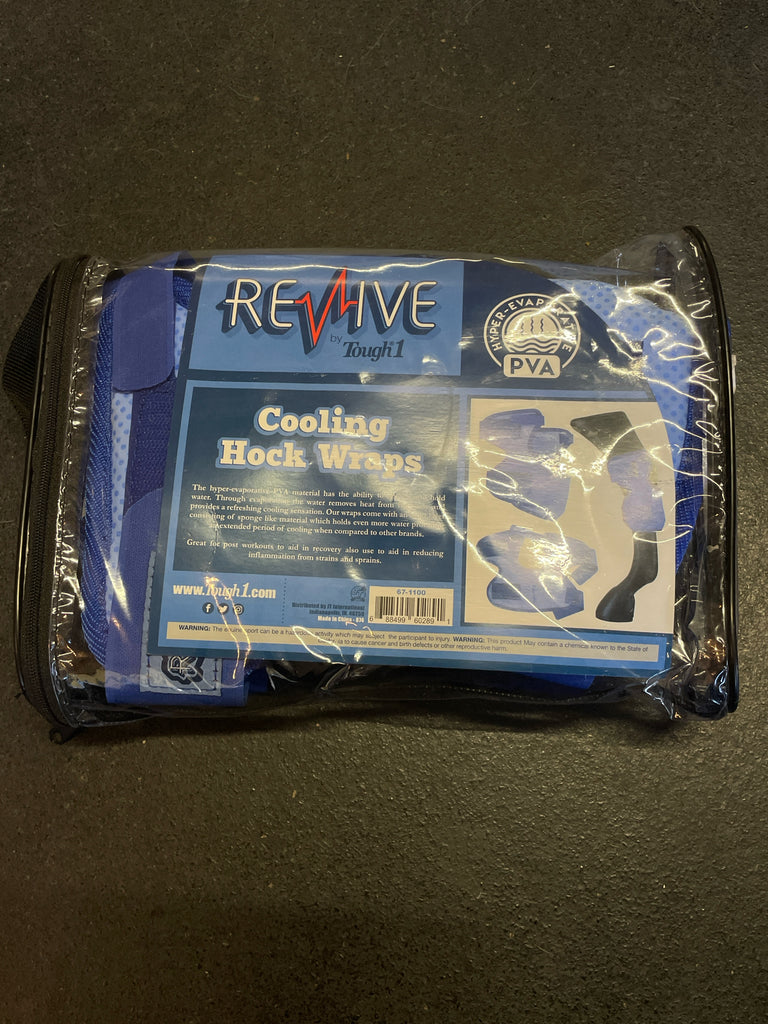 REVIVE
by Tough®1
HYPER-EVAPORATIVE
PVA
Cooling
Hock Wraps
The hyper-evaporative PVA material has the ability to hold
water. Through evaporation the water removes heat from
provides a refreshing cooling sensation. Our wraps come with an
consisting of sponge like material which holds even more water
an extended period of cooling when compared to other brands.
Great for post workouts to aid in recovery also use to aid in reducing
inflammation from strains and sprains.
www.Tough1.com
Distributed by JT International
Indianapolis, IN. 46250
Made in China -
67-1100
6 88499 60289 1
WARNING: The equine sport can be a hazardous activity which may subject the participant to injury. WARNING: This product May contain a chemical known to the State of
to cause cancer and birth defects or other reproductive harm.